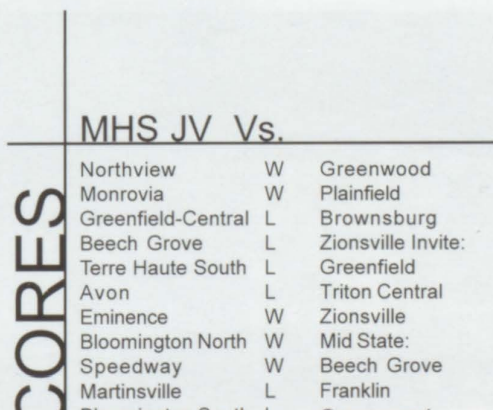 MHS JV Vs.
Northview W Greenwood
Monrovia W Plainfield
Greenfield-Central L Brownsburg
Beech Grove L Zionsville Invite:
Terre Haute South L Greenfield
Avon L Triton Central
Eminence W Zionsville
Bloomington North W Mid State:
Speedway W Beech Grove
Martinsville L Franklin
CORES